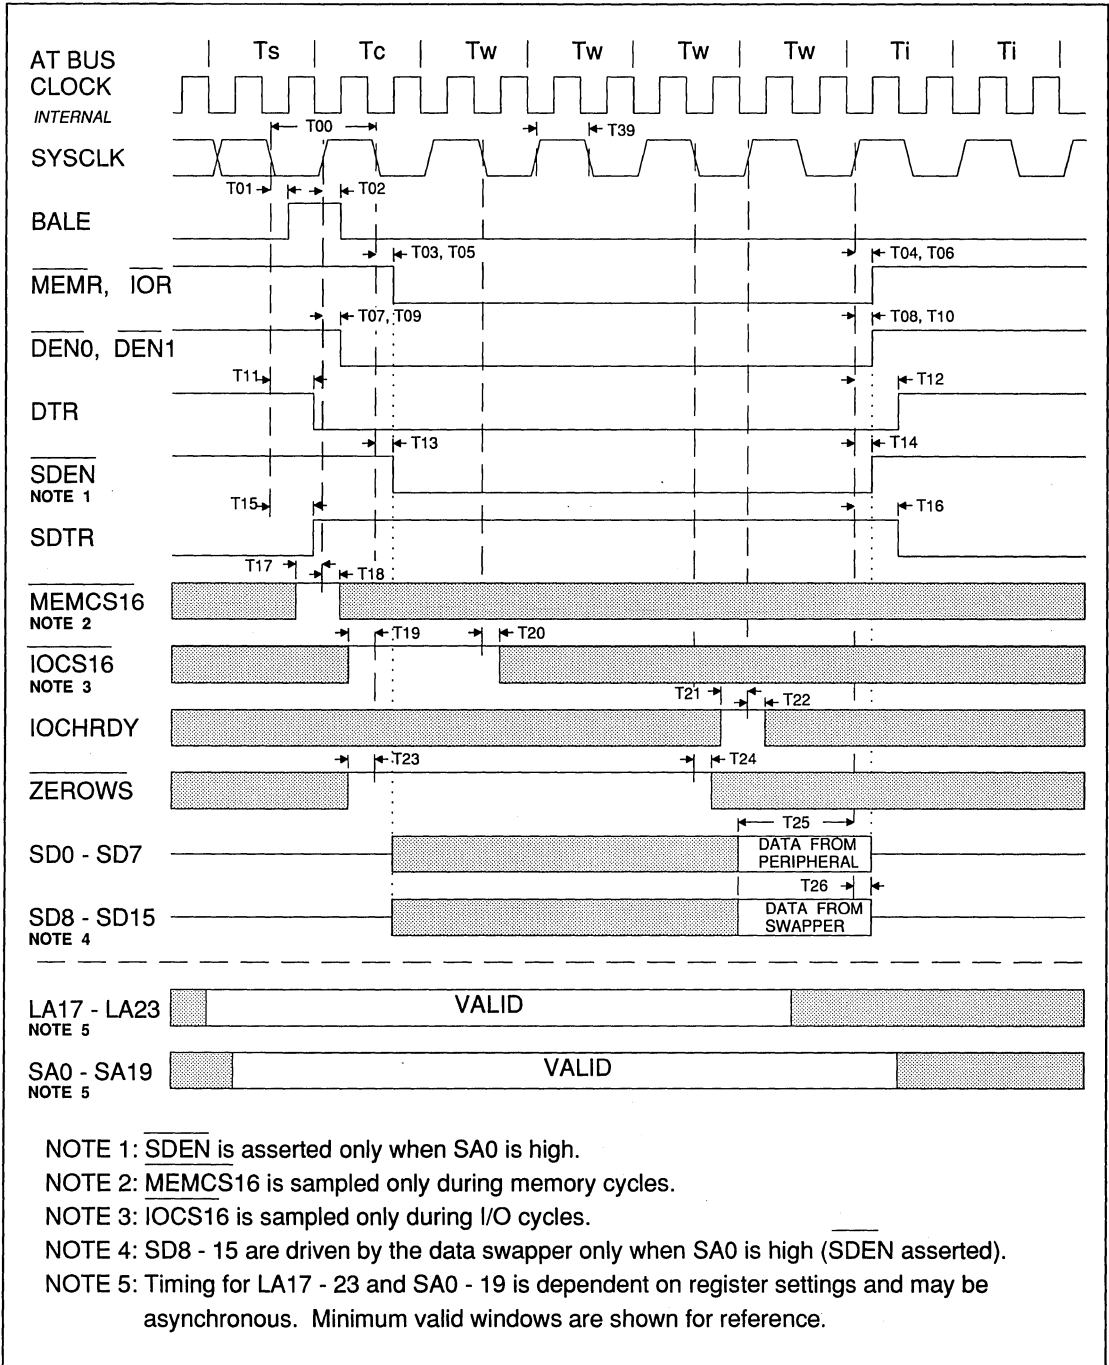 Ts Tc Tw Tw Tw Tw Ti Ti
AT BUS
CLOCK
INTERNAL
T00
T39
SYSCLK
T01 T02
BALE
T03, T05 T04, T06
MEMR, IOR
T07, T09 T08, T10
DEN0, DEN1
T11 T12
DTR
T13 T14
SDEN
NOTE 1
T15 T16
SDTR
T17 T18
MEMCS16
NOTE 2
T19 T20
IOCS16
NOTE 3
T21 T22
IOCHRDY
T23 T24
ZEROWS
T25
SD0 - SD7
DATA FROM
PERIPHERAL
T26
SD8 - SD15
NOTE 4
DATA FROM
SWAPPER
LA17 - LA23
NOTE 5
VALID
SA0 - SA19
NOTE 5
VALID
NOTE 1: SDEN is asserted only when SA0 is high.
NOTE 2: MEMCS16 is sampled only during memory cycles.
NOTE 3: IOCS16 is sampled only during I/O cycles.
NOTE 4: SD8 - 15 are driven by the data swapper only when SA0 is high (SDEN asserted).
NOTE 5: Timing for LA17 - 23 and SA0 - 19 is dependent on register settings and may be
asynchronous. Minimum valid windows are shown for reference.